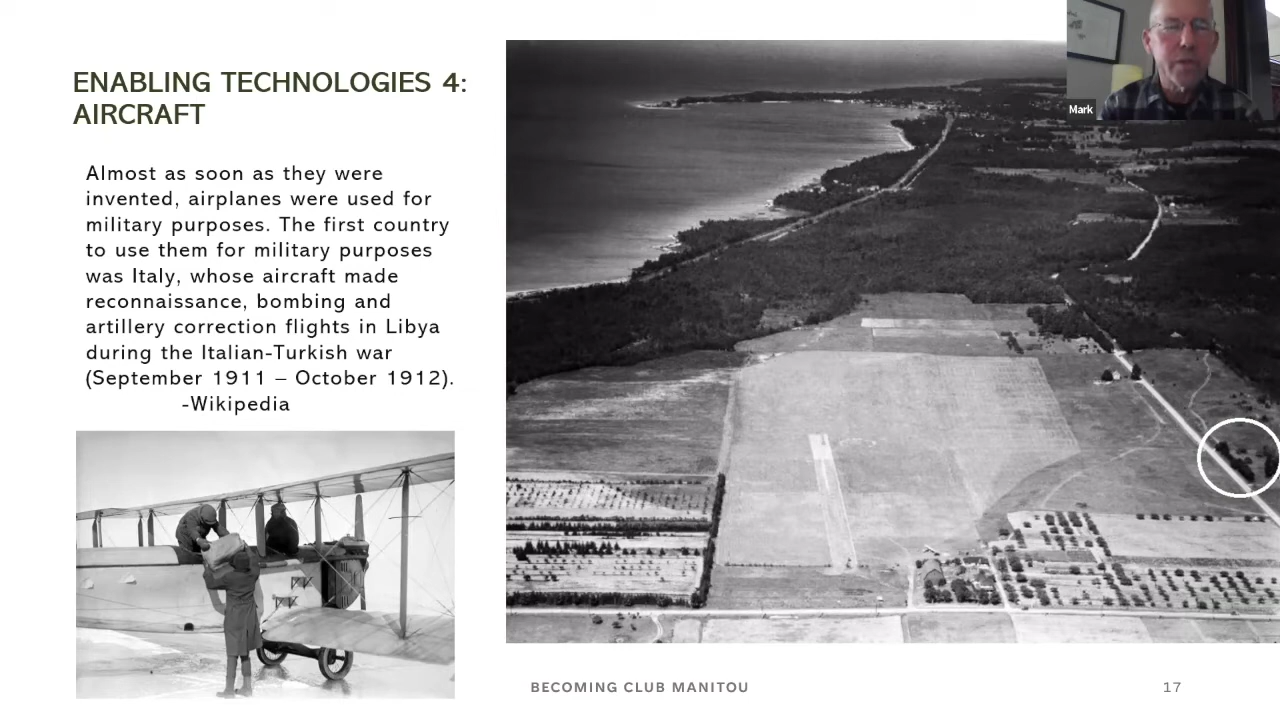 ENABLING TECHNOLOGIES 4:
AIRCRAFT
Almost as soon as they were
invented, airplanes were used for
military purposes. The first country
to use them for military purposes
was Italy, whose aircraft made
reconnaissance, bombing and
artillery correction flights in Libya
during the Italian-Turkish war
(September 1911 – October 1912).
-Wikipedia
Mark
BECOMING CLUB MANITOU
17